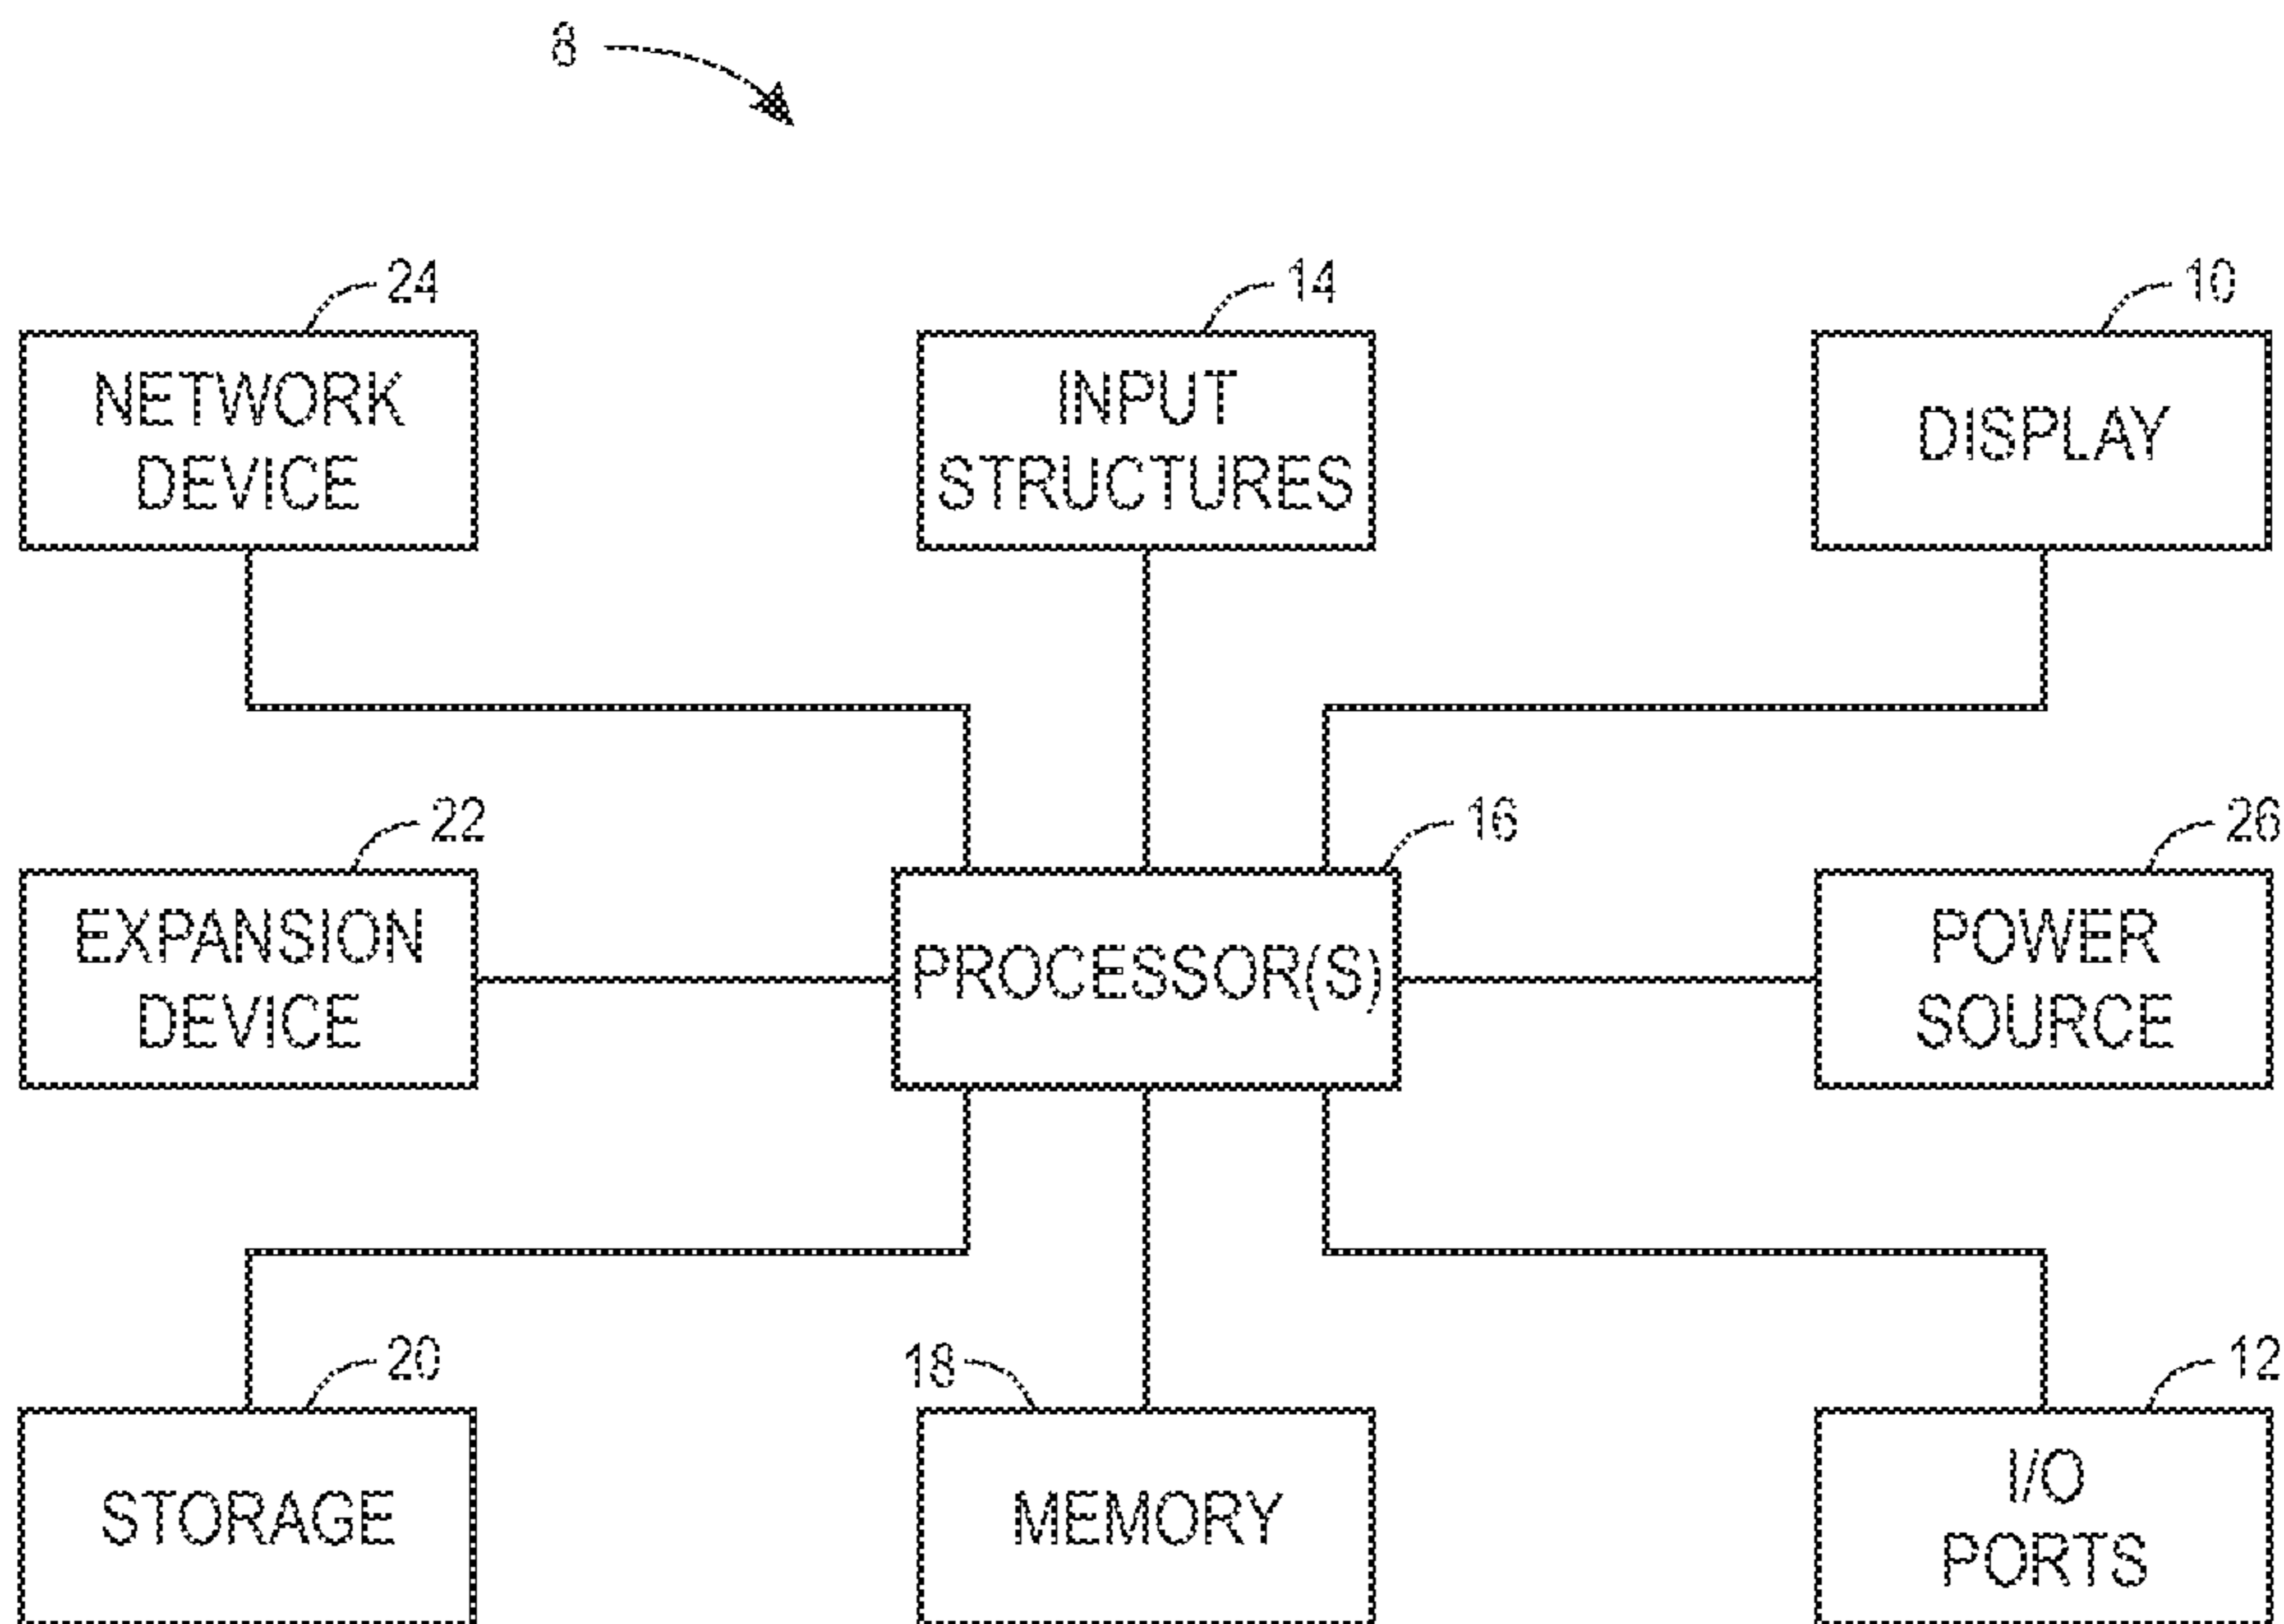 8
24
14
10
NETWORK
DEVICE
INPUT
STRUCTURES
DISPLAY
22
16
26
EXPANSION
DEVICE
PROCESSOR(S)
POWER
SOURCE
20
18
12
STORAGE
MEMORY
I/O
PORTS